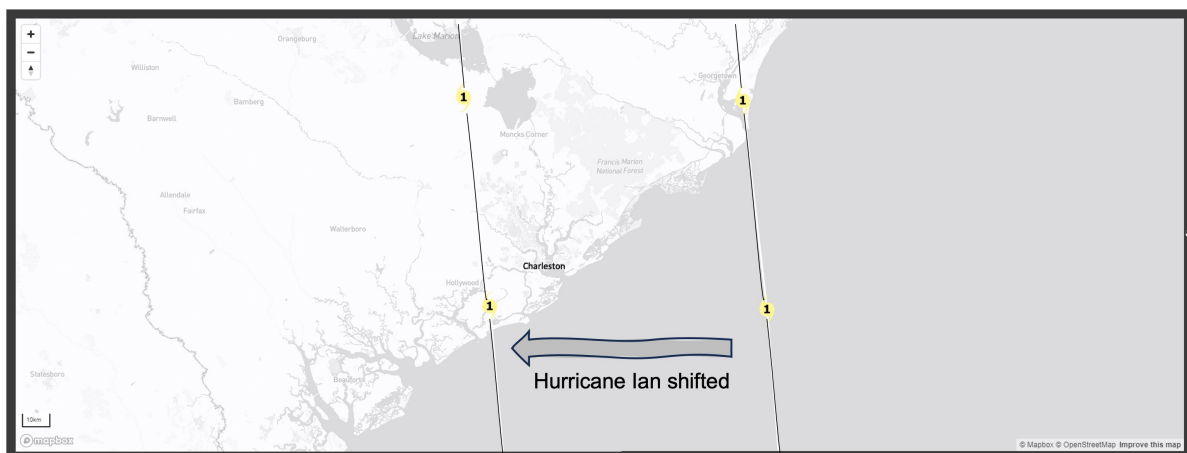 +
−
Orangeburg
Lake Marion
Williston
Georgetown
Bamberg
1
1
Barnwell
Moncks Corner
Francis Marion
National Forest
Allendale
Fairfax
Walterboro
Charleston
Hollywood
1
1
Hurricane Ian shifted
Statesboro
Beaufort
10km
mapbox
© Mapbox © OpenStreetMap Improve this map